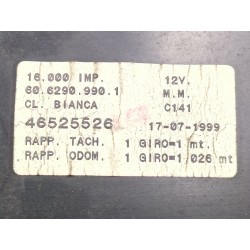 16.000 IMP. 12V.
60.6290.990.1 M.M.
CL. BIANCA C141
46525526 17-07-1999
RAPP. TACH. 1 GIRO=1 mt.
RAPP. ODOM. 1 GIRO=1,026 mt